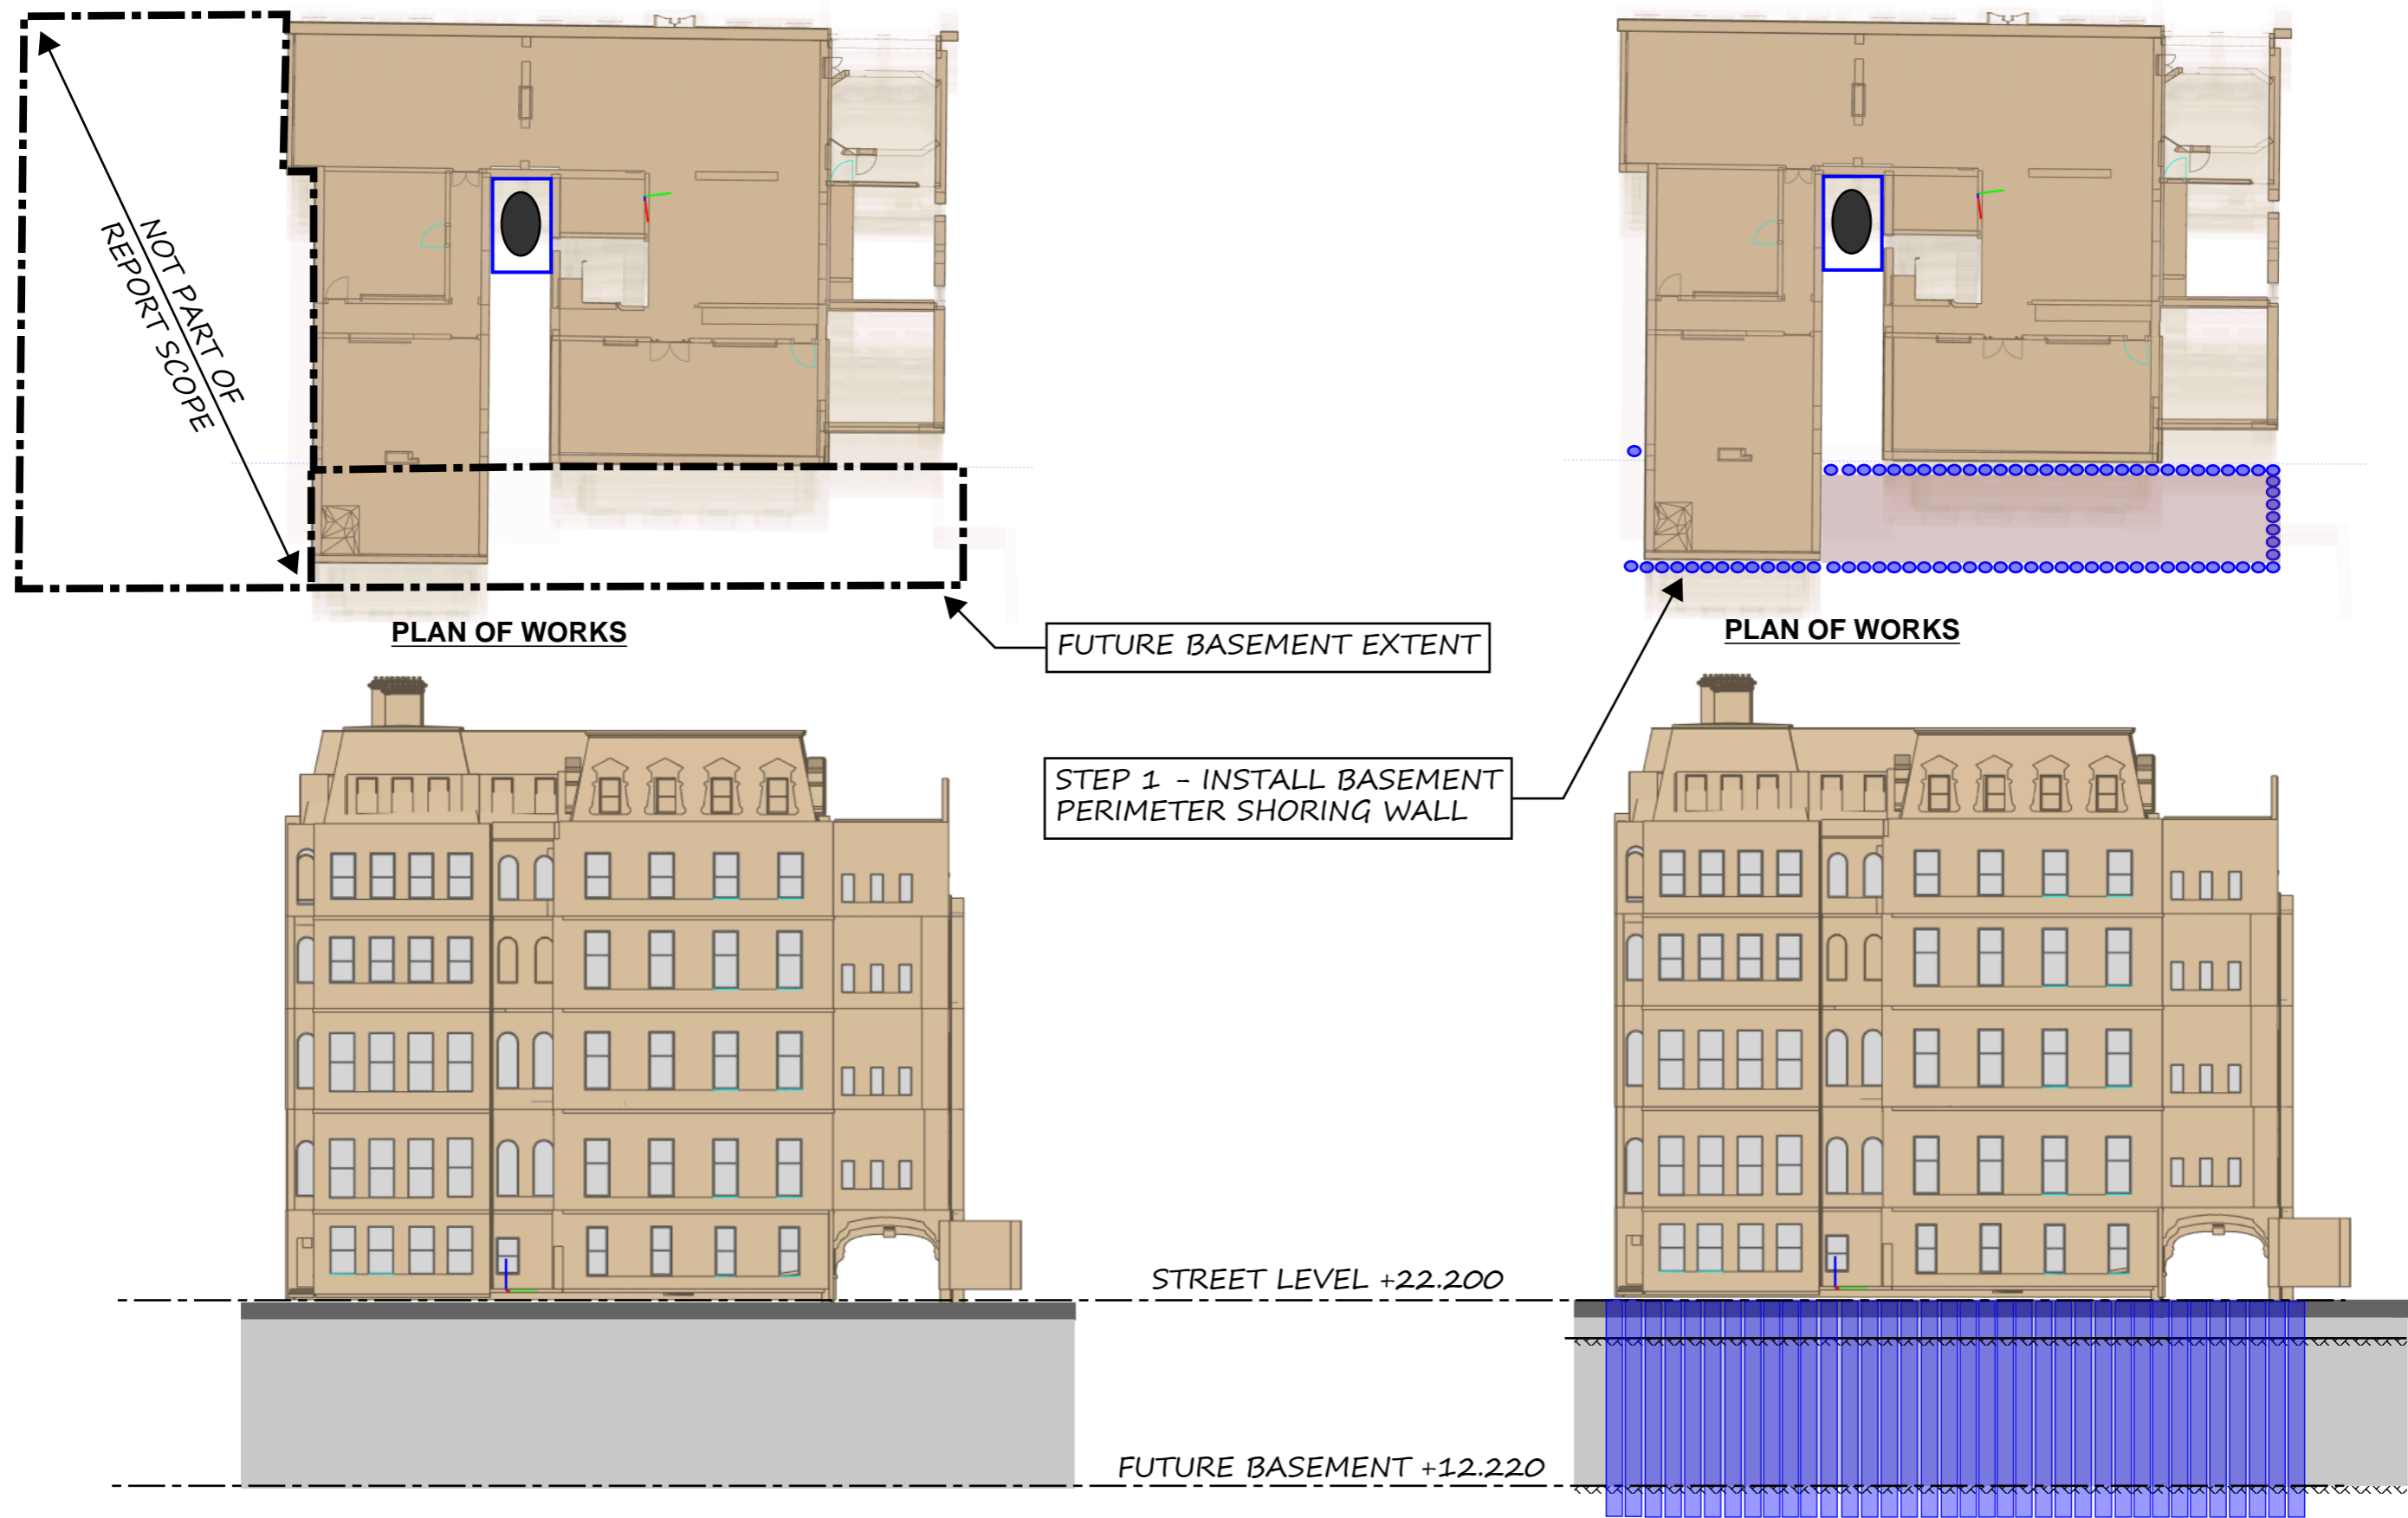 NOT PART OF
REPORT SCOPE
PLAN OF WORKS
FUTURE BASEMENT EXTENT
PLAN OF WORKS
STEP 1 - INSTALL BASEMENT
PERIMETER SHORING WALL
STREET LEVEL +22.200
FUTURE BASEMENT +12.220